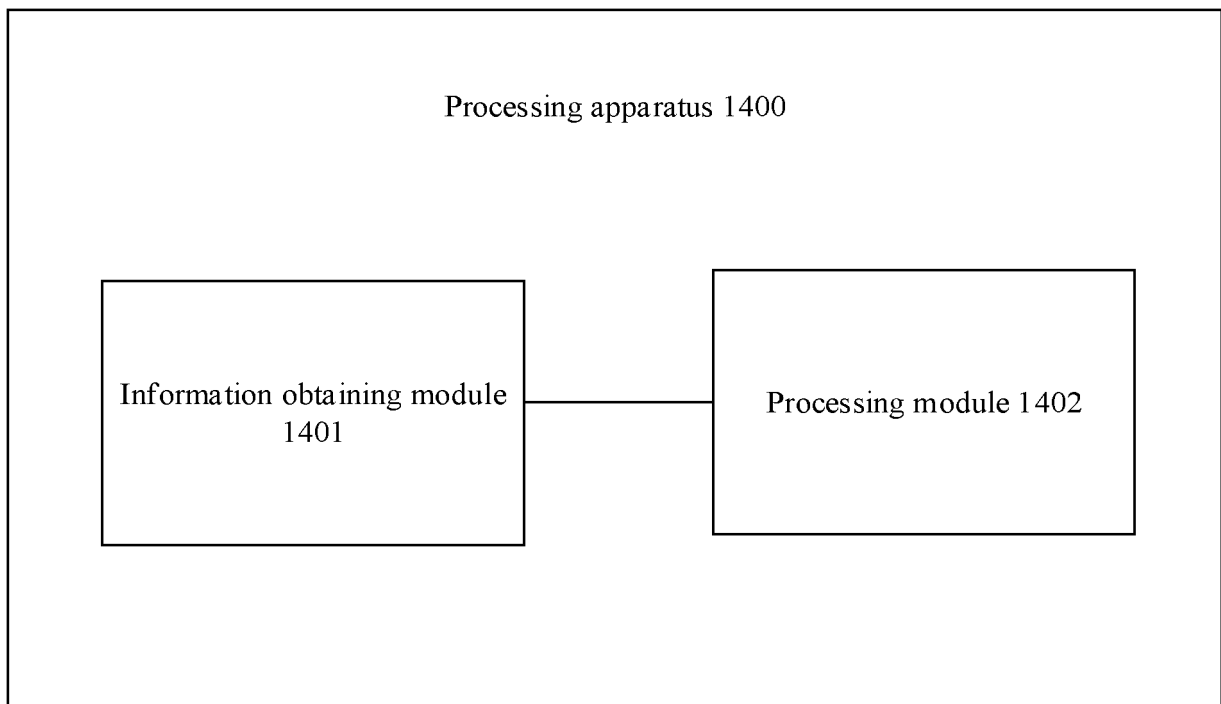 Processing apparatus 1400
Information obtaining module
1401
Processing module 1402